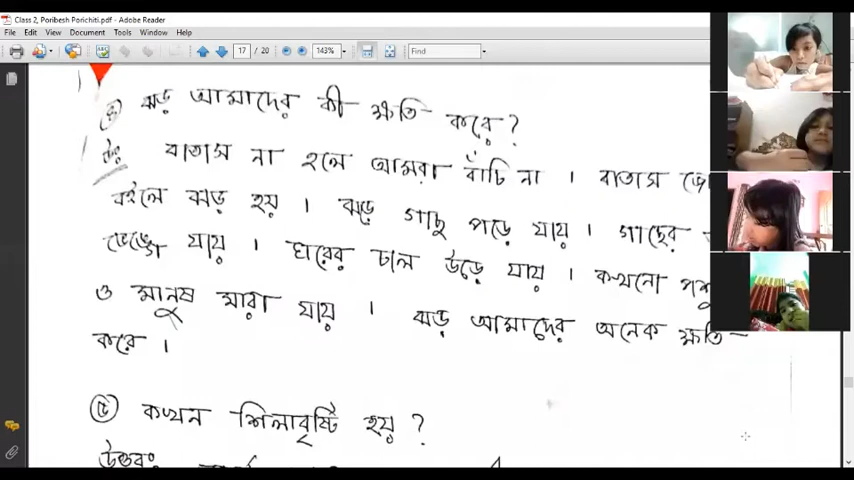 Class 2, Poribesh Porichiti.pdf - Adobe Reader
File Edit View Document Tools Window Help
17 / 20 143% Find
ঝড় আমাদের কী ক্ষতি করে?
উঃ বাতাস না হলে আমরা বাঁচি না । বাতাস
বইলে ঝড় হয় । ঝড়ে গাছ পড়ে যায় । গাছের
ভেঙ্গে যায় । ঘরের চাল উড়ে যায় । কখনো
ও মানুষ মারা যায় । ঝড় আমাদের অনেক ক্ষতি
করে ।
৫ কখন শিলাবৃষ্টি হয় ?
উত্তরঃ